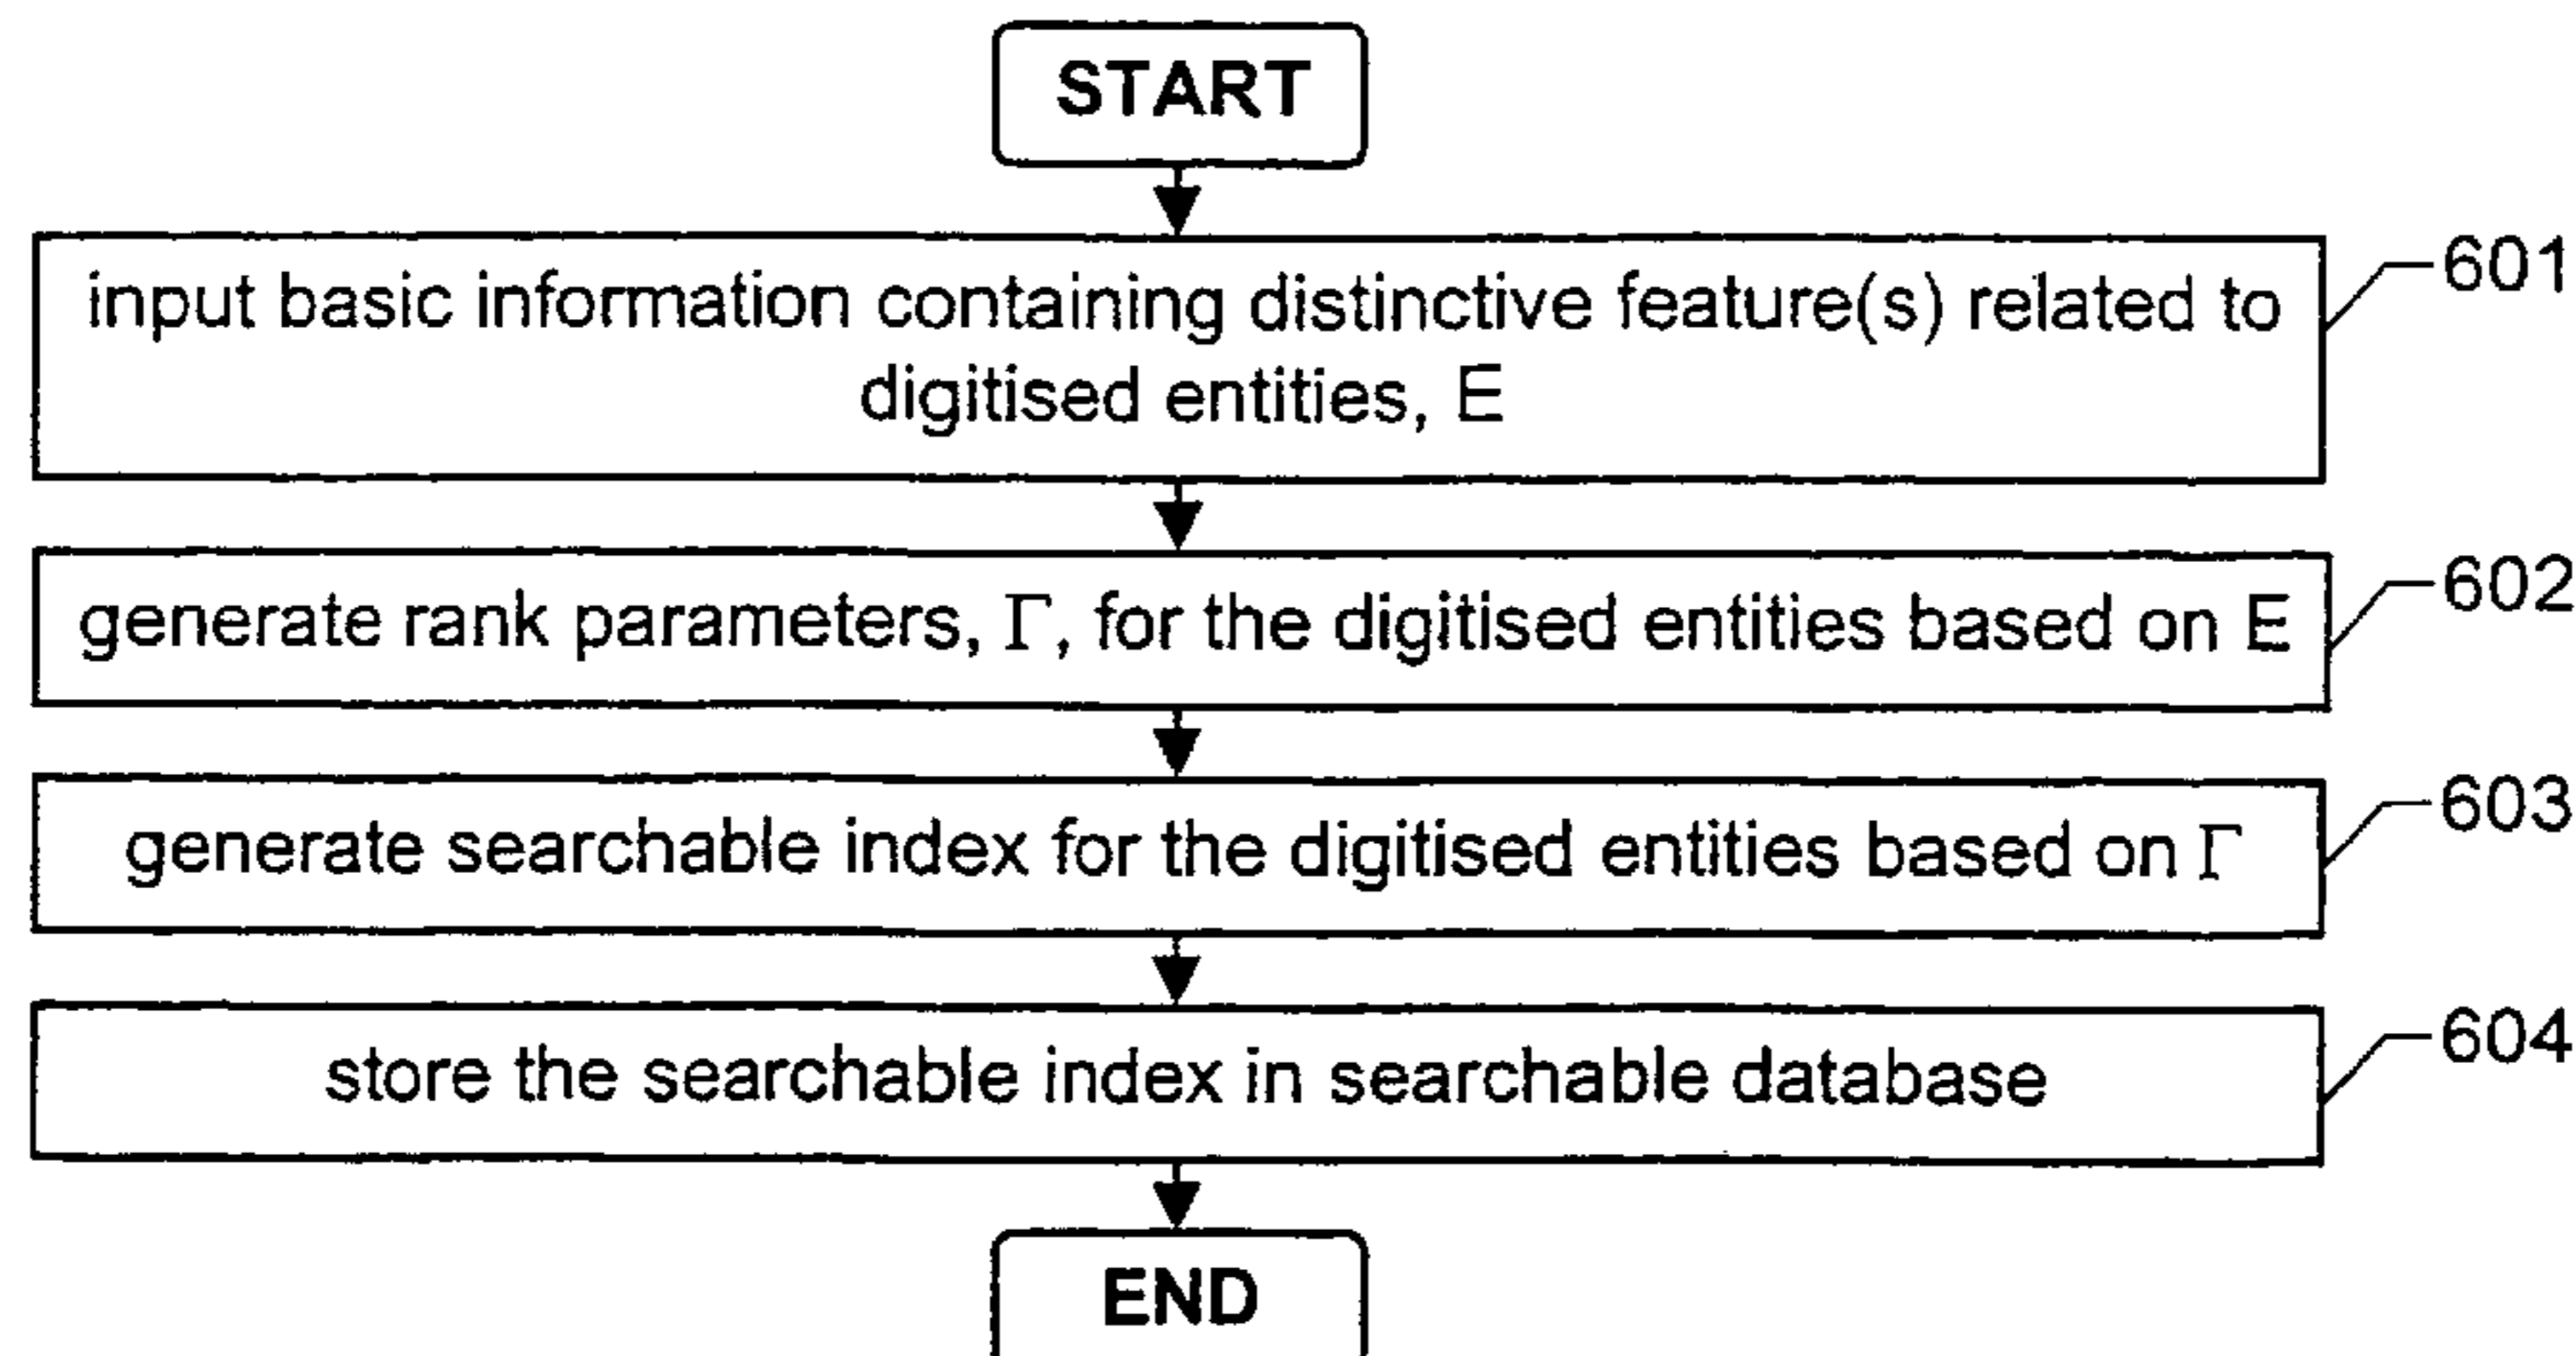 START
input basic information containing distinctive feature(s) related to
digitised entities, E
601
generate rank parameters, Γ, for the digitised entities based on E
602
generate searchable index for the digitised entities based on Γ
603
store the searchable index in searchable database
604
END